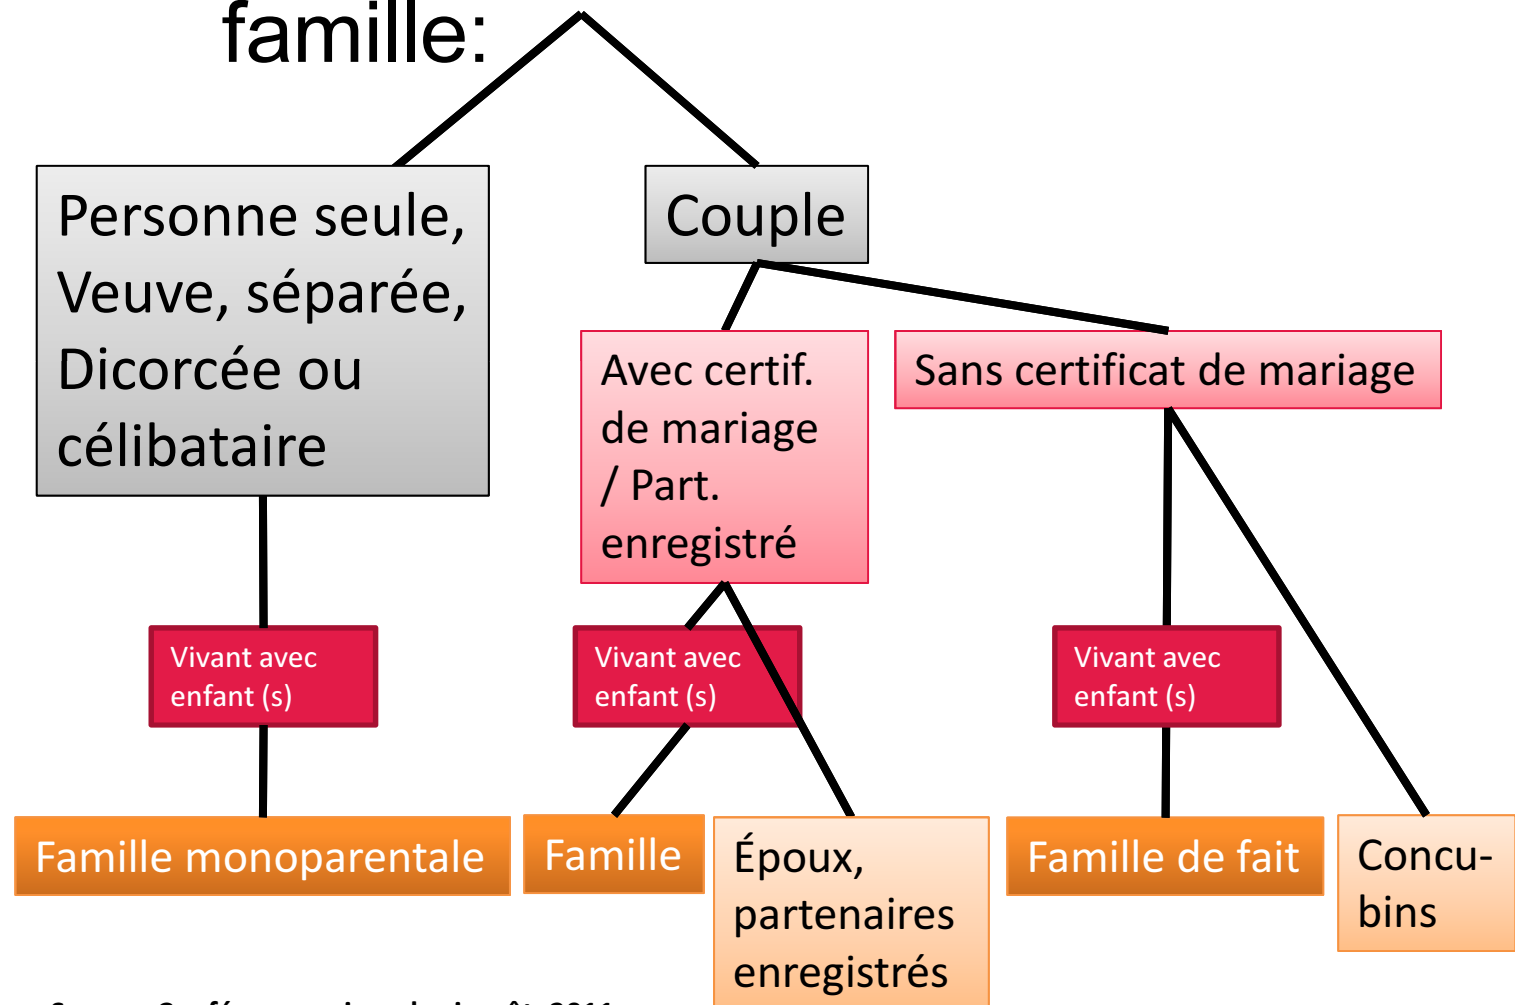 famille:
Personne seule,
Veuve, séparée,
Dicorcée ou
célibataire
Couple
Avec certif.
de mariage
/ Part.
enregistré
Sans certificat de mariage
Vivant avec
enfant (s)
Vivant avec
enfant (s)
Vivant avec
enfant (s)
Famille monoparentale
Famille
Époux,
partenaires
enregistrés
Famille de fait
Concu-
bins